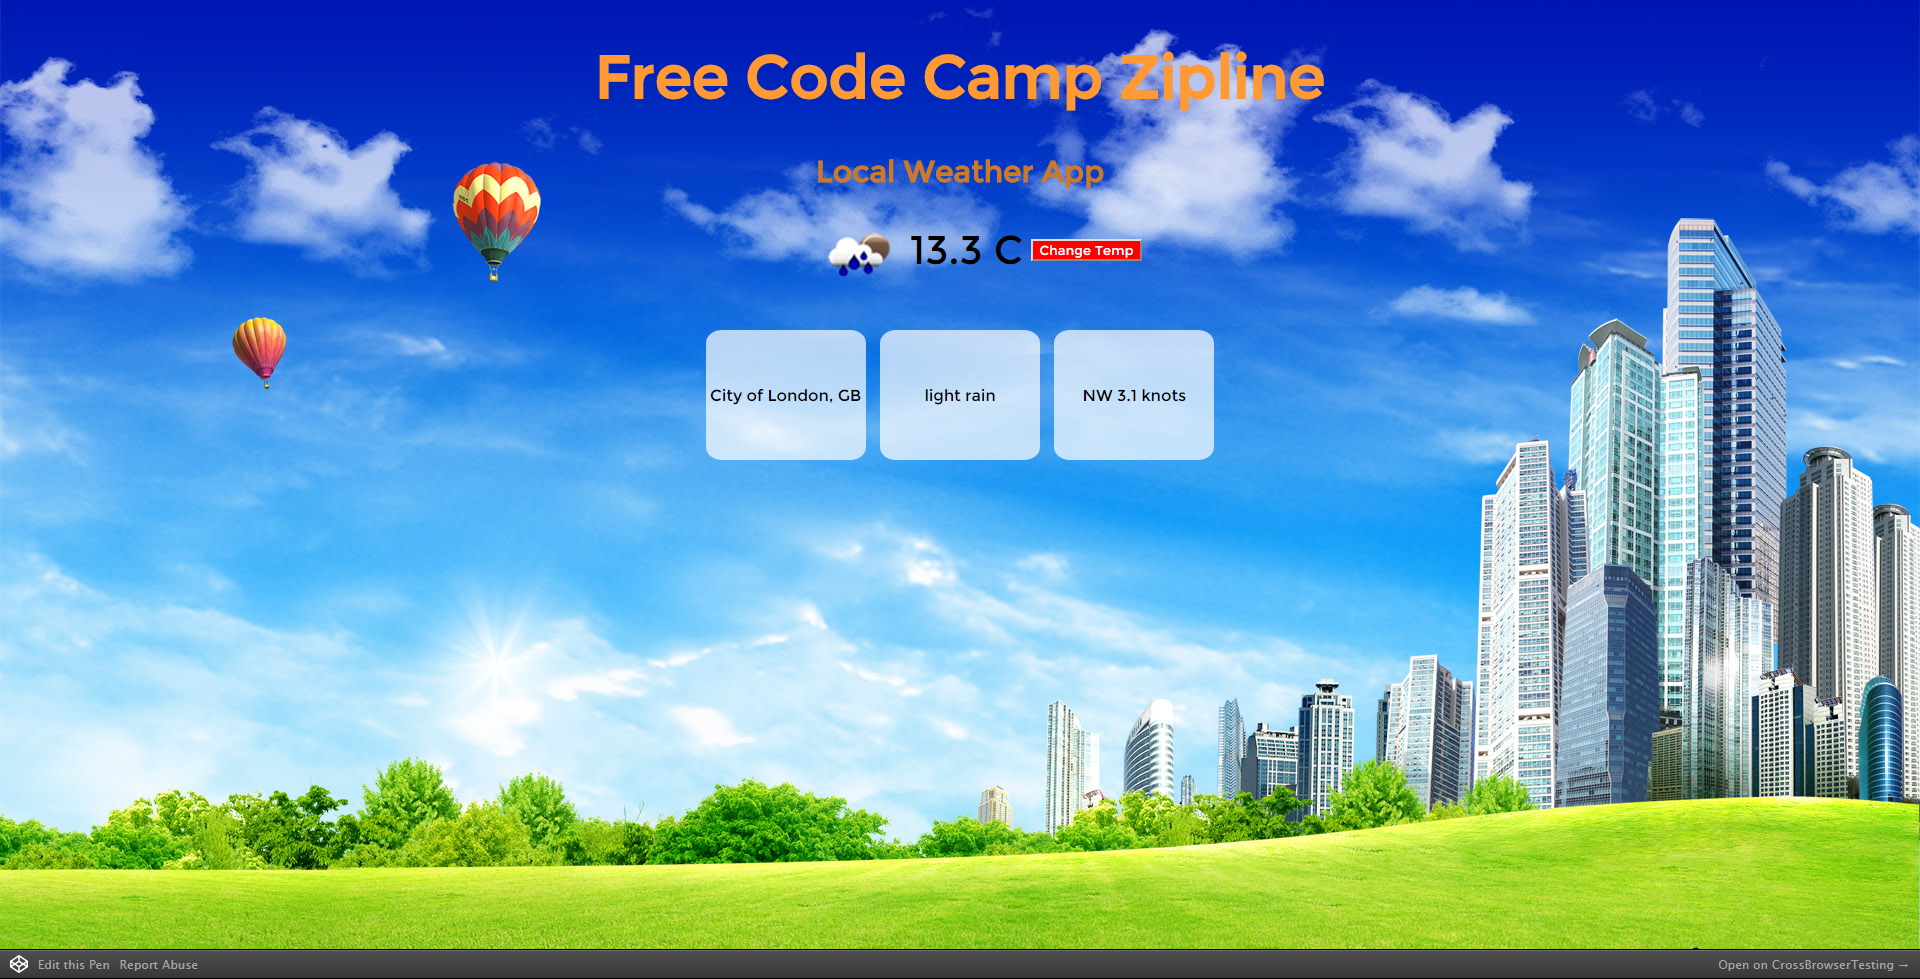 Free Code Camp Zipline
Local Weather App
13.3 C Change Temp
City of London, GB
light rain
NW 3.1 knots
Edit this Pen Report Abuse
Open on CrossBrowserTesting →